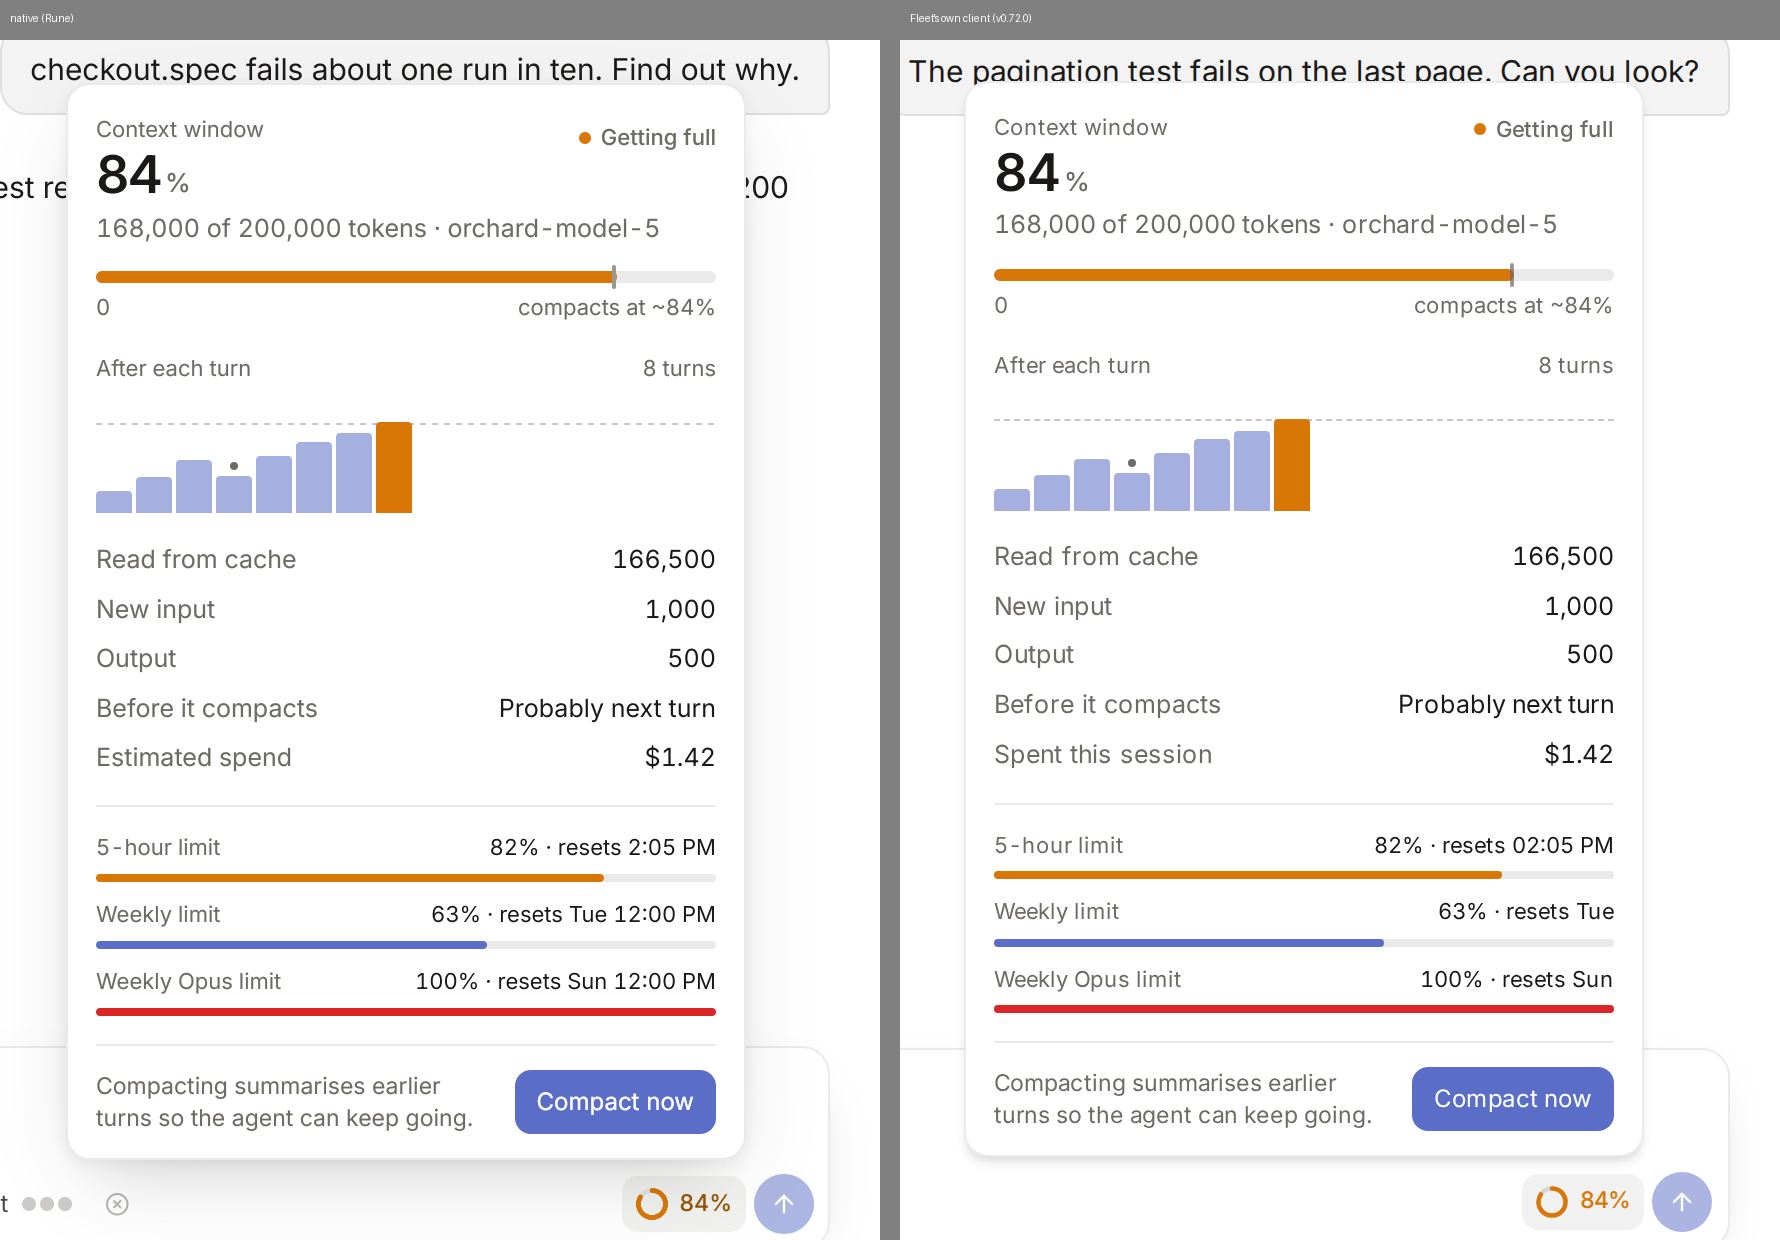 native (Rune)
checkout.spec fails about one run in ten. Find out why.
Context window
Getting full
84%
168,000 of 200,000 tokens · orchard-model-5
0
compacts at ~84%
After each turn
8 turns
Read from cache 166,500
New input 1,000
Output 500
Before it compacts Probably next turn
Estimated spend $1.42
5-hour limit 82% · resets 2:05 PM
Weekly limit 63% · resets Tue 12:00 PM
Weekly Opus limit 100% · resets Sun 12:00 PM
Compacting summarises earlier
turns so the agent can keep going.
Compact now
84%
Fleet's own client (v0.72.0)
The pagination test fails on the last page. Can you look?
Context window
Getting full
84%
168,000 of 200,000 tokens · orchard-model-5
0
compacts at ~84%
After each turn
8 turns
Read from cache 166,500
New input 1,000
Output 500
Before it compacts Probably next turn
Spent this session $1.42
5-hour limit 82% · resets 02:05 PM
Weekly limit 63% · resets Tue
Weekly Opus limit 100% · resets Sun
Compacting summarises earlier
turns so the agent can keep going.
Compact now
84%